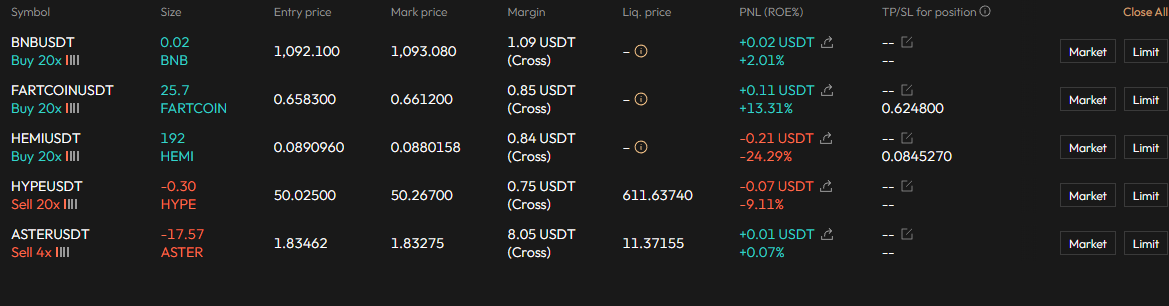 Symbol Size Entry price Mark price Margin Liq. price PNL (ROE%) TP/SL for position Close All
BNBUSDT 0.02 1,092.100 1,093.080 1.09 USDT – +0.02 USDT -- Market Limit
Buy 20x BNB (Cross) +2.01% --
FARTCOINUSDT 25.7 0.658300 0.661200 0.85 USDT – +0.11 USDT -- Market Limit
Buy 20x FARTCOIN (Cross) +13.31% 0.624800
HEMIUSDT 192 0.0890960 0.0880158 0.84 USDT – -0.21 USDT -- Market Limit
Buy 20x HEMI (Cross) -24.29% 0.0845270
HYPEUSDT -0.30 50.02500 50.26700 0.75 USDT 611.63740 -0.07 USDT -- Market Limit
Sell 20x HYPE (Cross) -9.11% --
ASTERUSDT -17.57 1.83462 1.83275 8.05 USDT 11.37155 +0.01 USDT -- Market Limit
Sell 4x ASTER (Cross) +0.07% --